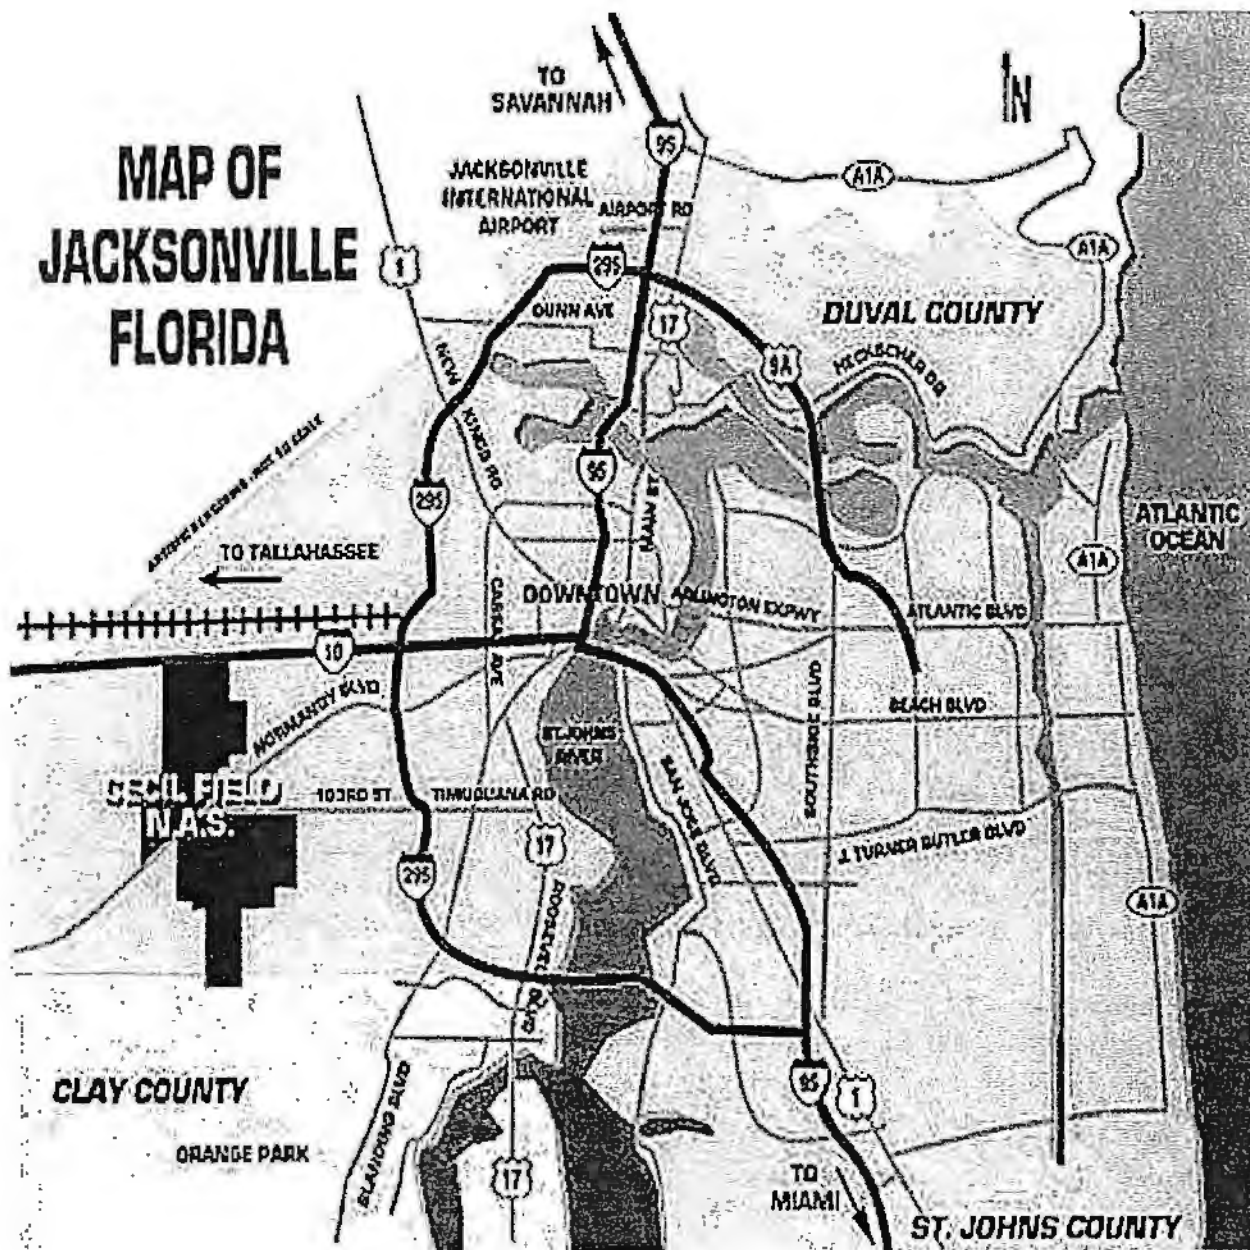 MAP OF
JACKSONVILLE
FLORIDA
TO
SAVANNAH
N
95
A1A
JACKSONVILLE
INTERNATIONAL
AIRPORT
AIRPORT RD
1
295
A1A
DUNN AVE
17
DUVAL COUNTY
9A
HECKSCHER DR
NEW
KINGS RD
95
295
MAIN ST
ATLANTIC
OCEAN
TO TALLAHASSEE
A1A
DOWNTOWN
ARLINGTON EXPWY
ATLANTIC BLVD
CASSAT AVE
10
NORMANDY BLVD
SOUTHSIDE BLVD
BEACH BLVD
ST. JOHNS
RIVER
SAN JOSE BLVD
CECIL FIELD
N.A.S.
103RD ST
TIMUQUANA RD
17
J. TURNER BUTLER BLVD
295
ROOSEVELT BLVD
A1A
CLAY COUNTY
BLANDING BLVD
95
1
ORANGE PARK
17
TO
MIAMI
ST. JOHNS COUNTY